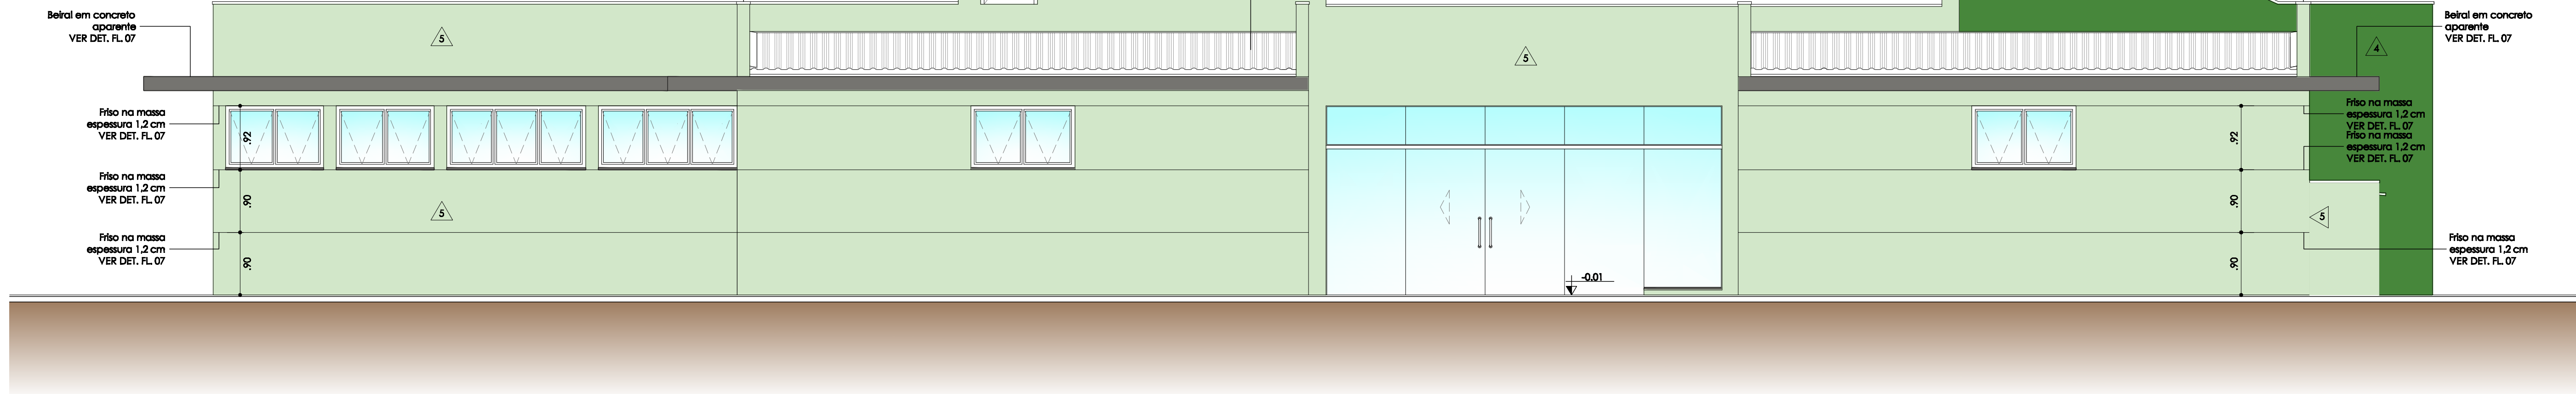 Beiral em concreto
aparente
VER DET. FL. 07
5
5
Beiral em concreto
aparente
VER DET. FL. 07
4
Friso na massa
espessura 1,2 cm
VER DET. FL. 07
.92
Friso na massa
espessura 1,2 cm
VER DET. FL. 07
.92
Friso na massa
espessura 1,2 cm
VER DET. FL. 07
Friso na massa
espessura 1,2 cm
VER DET. FL. 07
.90
5
.90
5
Friso na massa
espessura 1,2 cm
VER DET. FL. 07
.90
-0.01
.90
Friso na massa
espessura 1,2 cm
VER DET. FL. 07